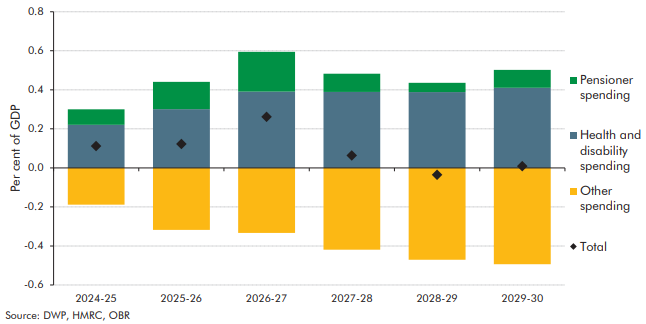 0.8
0.6
0.4
0.2
0.0
-0.2
-0.4
-0.6
Per cent of GDP
2024-25
2025-26
2026-27
2027-28
2028-29
2029-30
Pensioner
spending
Health and
disability
spending
Other
spending
Total
Source: DWP, HMRC, OBR